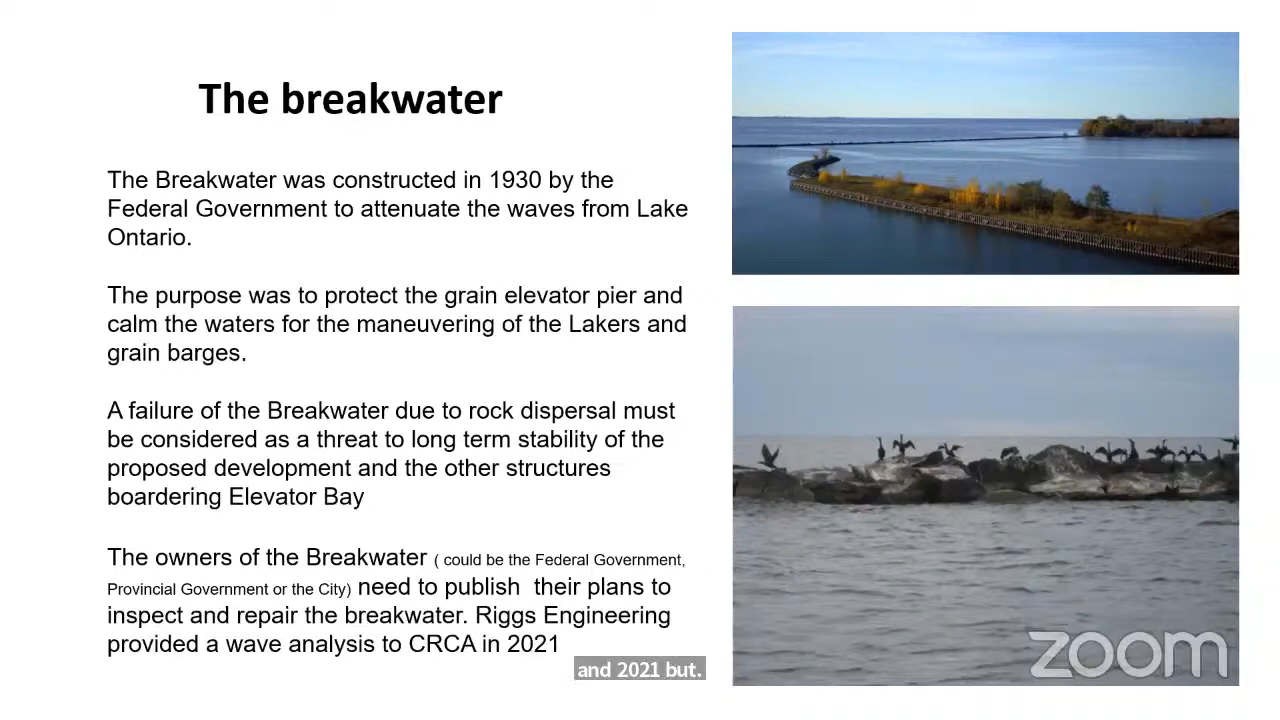 The breakwater
The Breakwater was constructed in 1930 by the
Federal Government to attenuate the waves from Lake
Ontario.
The purpose was to protect the grain elevator pier and
calm the waters for the maneuvering of the Lakers and
grain barges.
A failure of the Breakwater due to rock dispersal must
be considered as a threat to long term stability of the
proposed development and the other structures
boardering Elevator Bay
The owners of the Breakwater ( could be the Federal Government,
Provincial Government or the City) need to publish  their plans to
inspect and repair the breakwater. Riggs Engineering
provided a wave analysis to CRCA in 2021
and 2021 but.
zoom